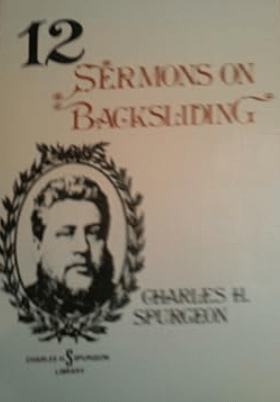 12
SERMONS ON
BACKSLIDING
CHARLES H.
SPURGEON
CHARLES H. S SPURGEON
LIBRARY